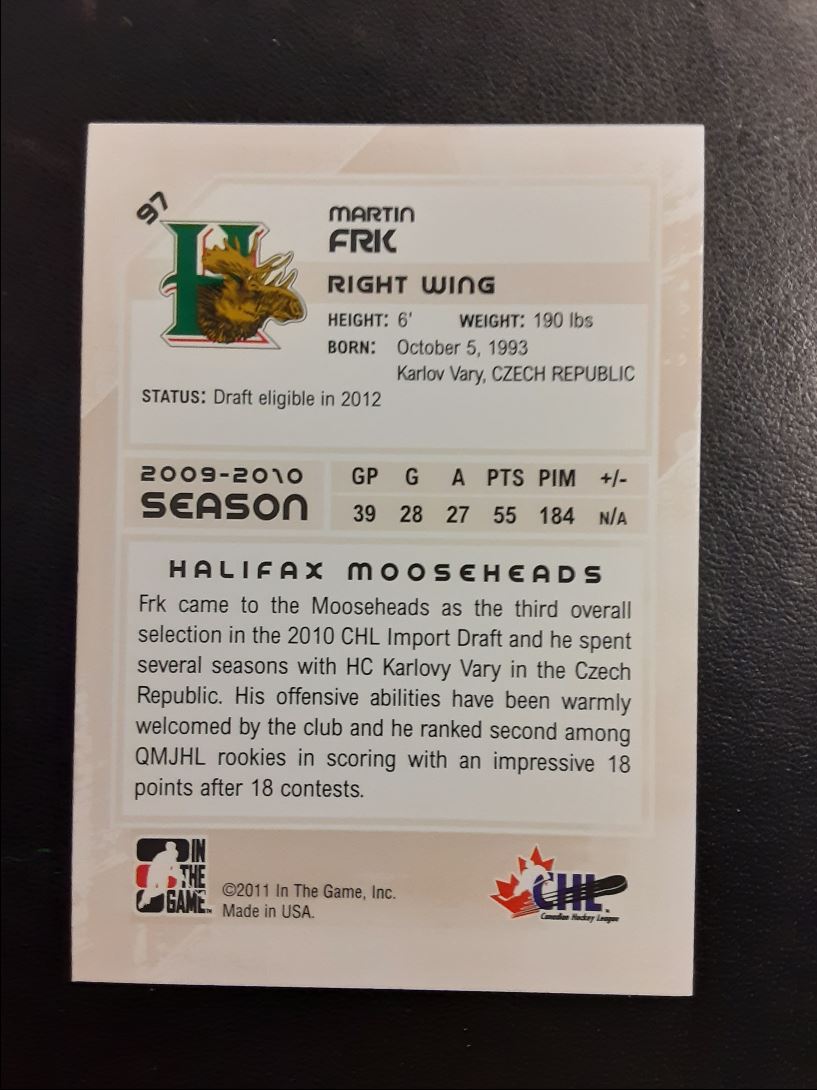 97
MARTIN
FRK
RIGHT WING
HEIGHT: 6' WEIGHT: 190 lbs
BORN: October 5, 1993
Karlov Vary, CZECH REPUBLIC
STATUS: Draft eligible in 2012
2009-2010
SEASON
GP G A PTS PIM +/-
39 28 27 55 184 N/A
HALIFAX MOOSEHEADS
Frk came to the Mooseheads as the third overall
selection in the 2010 CHL Import Draft and he spent
several seasons with HC Karlovy Vary in the Czech
Republic. His offensive abilities have been warmly
welcomed by the club and he ranked second among
QMJHL rookies in scoring with an impressive 18
points after 18 contests.
IN
THE
GAME
©2011 In The Game, Inc.
Made in USA.
CHL
Canadian Hockey League